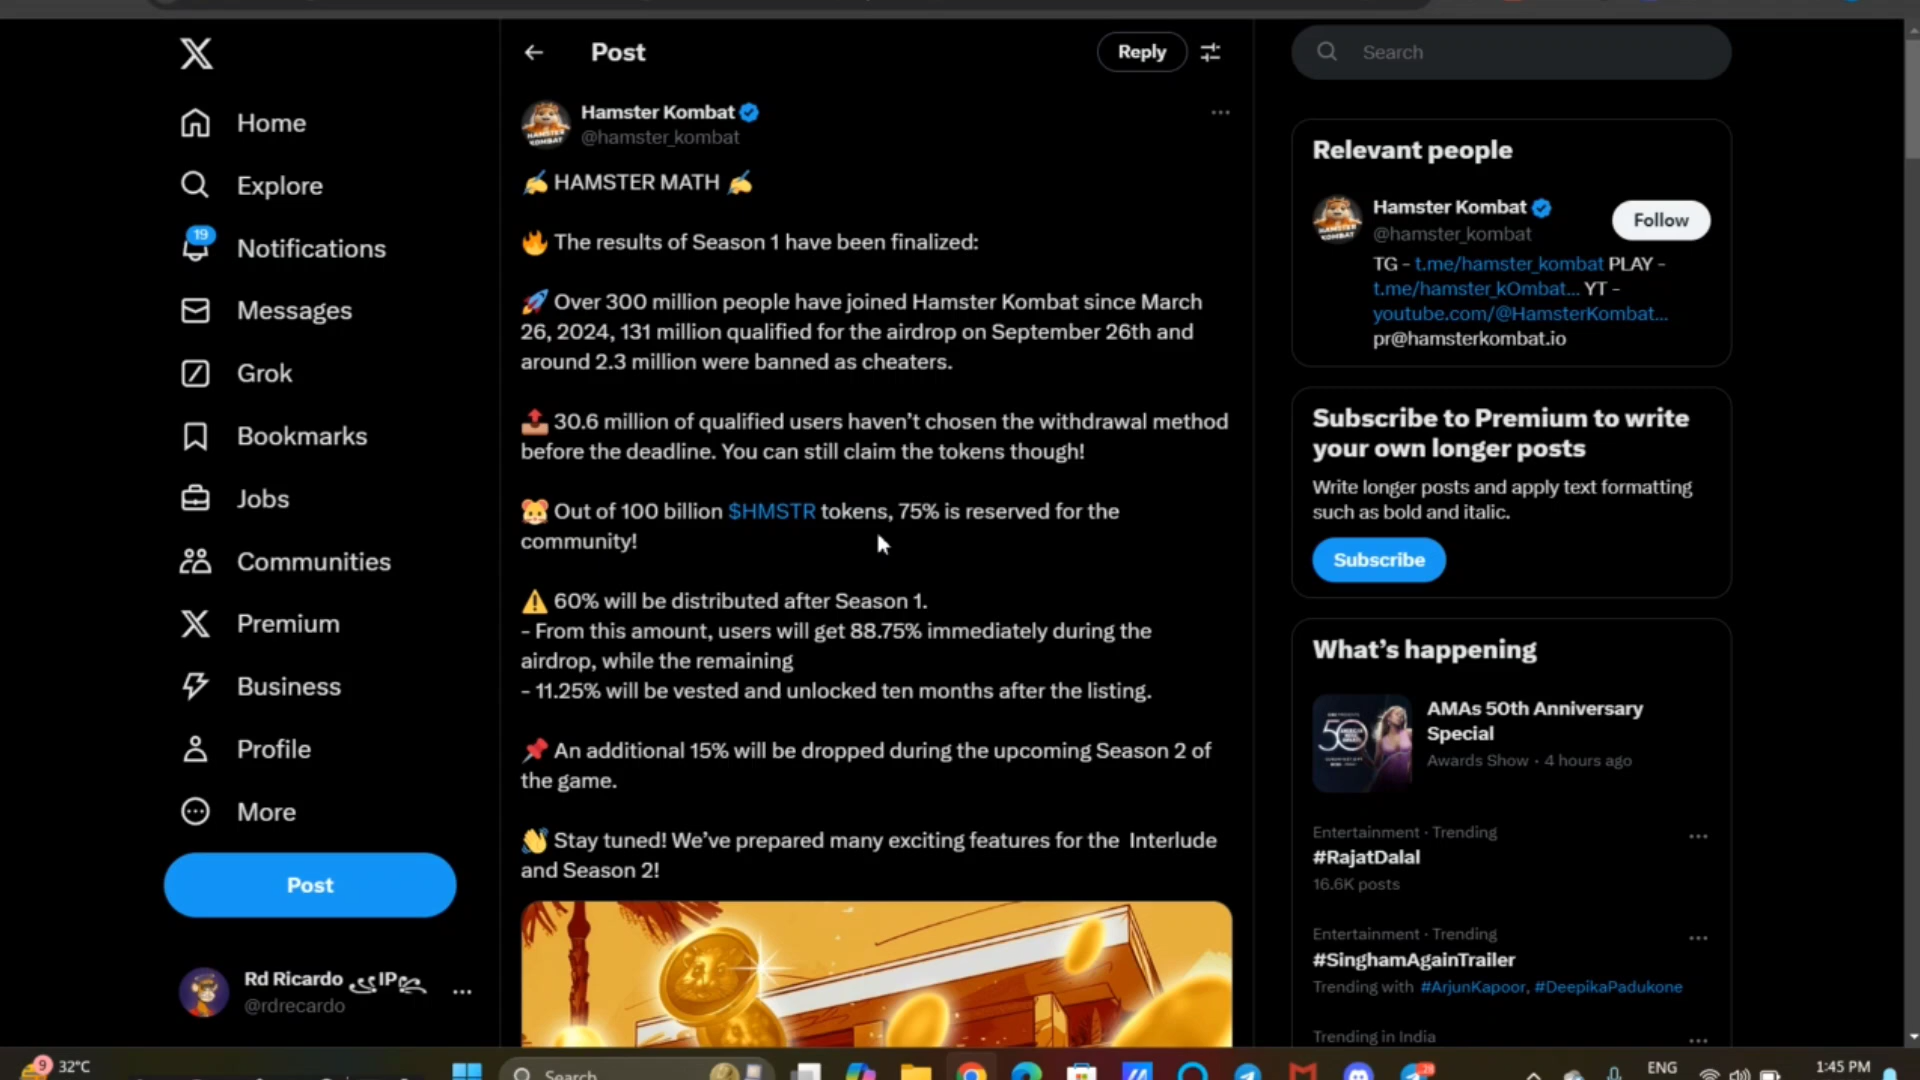 Post
Reply
Search
Home
Explore
19
Notifications
Messages
Grok
Bookmarks
Jobs
Communities
Premium
Business
Profile
More
Post
Rd Ricardo
IP
@rdrecardo
Hamster Kombat
@hamster_kombat
✍️ HAMSTER MATH ✍️
🔥 The results of Season 1 have been finalized:
🚀 Over 300 million people have joined Hamster Kombat since March
26, 2024, 131 million qualified for the airdrop on September 26th and
around 2.3 million were banned as cheaters.
📤 30.6 million of qualified users haven’t chosen the withdrawal method
before the deadline. You can still claim the tokens though!
🐹 Out of 100 billion $HMSTR tokens, 75% is reserved for the
community!
⚠️ 60% will be distributed after Season 1.
- From this amount, users will get 88.75% immediately during the
airdrop, while the remaining
- 11.25% will be vested and unlocked ten months after the listing.
📌 An additional 15% will be dropped during the upcoming Season 2 of
the game.
👋 Stay tuned! We’ve prepared many exciting features for the Interlude
and Season 2!
Relevant people
Hamster Kombat
@hamster_kombat
Follow
TG - t.me/hamster_kombat PLAY -
t.me/hamster_kOmbat... YT -
youtube.com/@HamsterKombat...
pr@hamsterkombat.io
Subscribe to Premium to write
your own longer posts
Write longer posts and apply text formatting
such as bold and italic.
Subscribe
What’s happening
AMAs 50th Anniversary
Special
Awards Show · 4 hours ago
Entertainment · Trending
#RajatDalal
16.6K posts
Entertainment · Trending
#SinghamAgainTrailer
Trending with #ArjunKapoor, #DeepikaPadukone
Trending in India
9
32°C
Search
ENG
1:45 PM